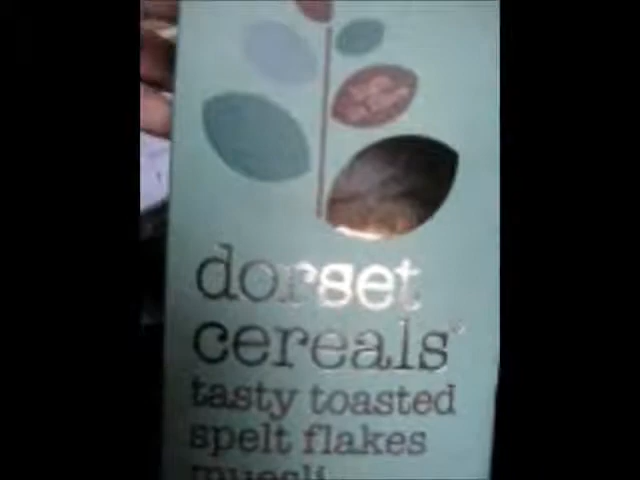 dorset
cereals
tasty toasted
spelt flakes
muesli